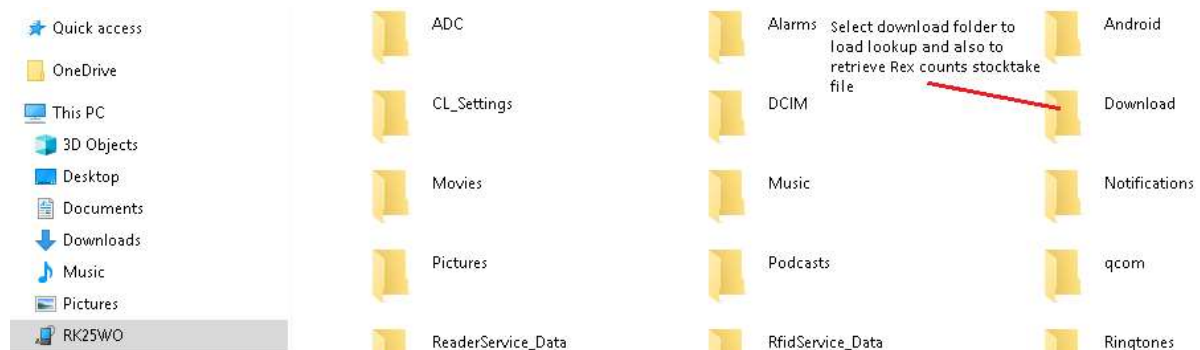 Quick access
OneDrive
This PC
3D Objects
Desktop
Documents
Downloads
Music
Pictures
RK25WO
ADC
Alarms
Select download folder to
load lookup and also to
retrieve Rex counts stocktake
file
Android
CL_Settings
DCIM
Download
Movies
Music
Notifications
Pictures
Podcasts
qcom
ReaderService_Data
RfidService_Data
Ringtones